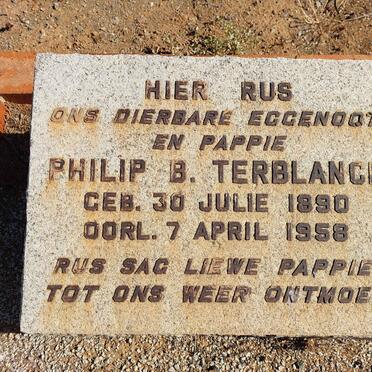 HIER RUS
ONS DIERBARE EGGENOOT
EN PAPPIE
PHILIP B. TERBLANC
GEB. 30 JULIE 1890
OORL. 7 APRIL 1958
RUS SAG LIEWE PAPPIE
TOT ONS WEER ONTMOE